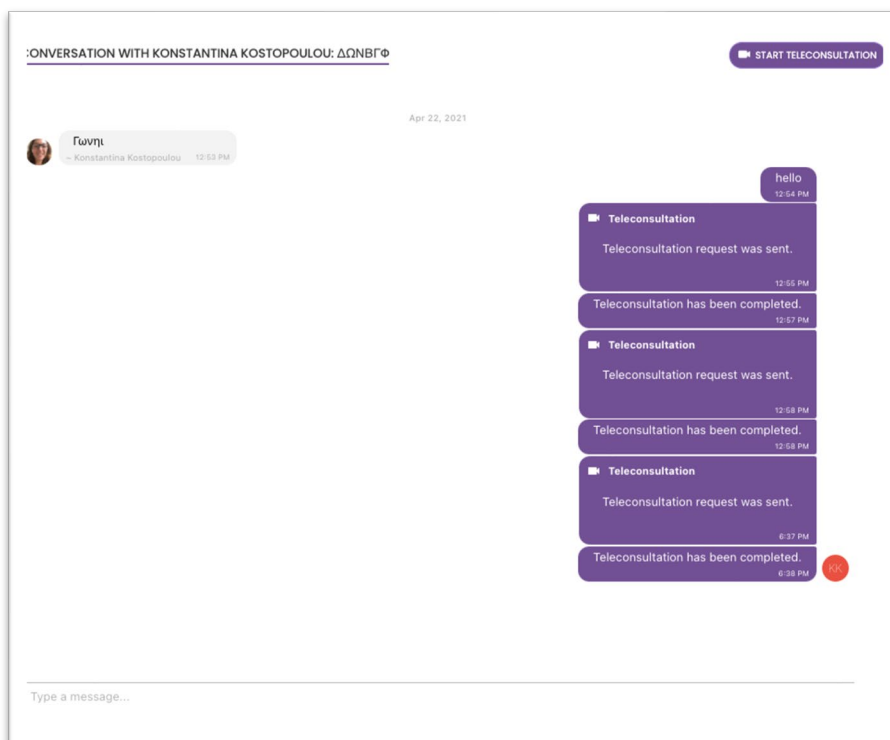 :ONVERSATION WITH KONSTANTINA KOSTOPOULOU: ΔΩΝΒΓΦ
START TELECONSULTATION
Apr 22, 2021
Γωνηι
~ Konstantina Kostopoulou 12:53 PM
hello
12:54 PM
Teleconsultation
Teleconsultation request was sent.
12:55 PM
Teleconsultation has been completed.
12:57 PM
Teleconsultation
Teleconsultation request was sent.
12:58 PM
Teleconsultation has been completed.
12:58 PM
Teleconsultation
Teleconsultation request was sent.
6:37 PM
Teleconsultation has been completed.
6:38 PM
KK
Type a message...